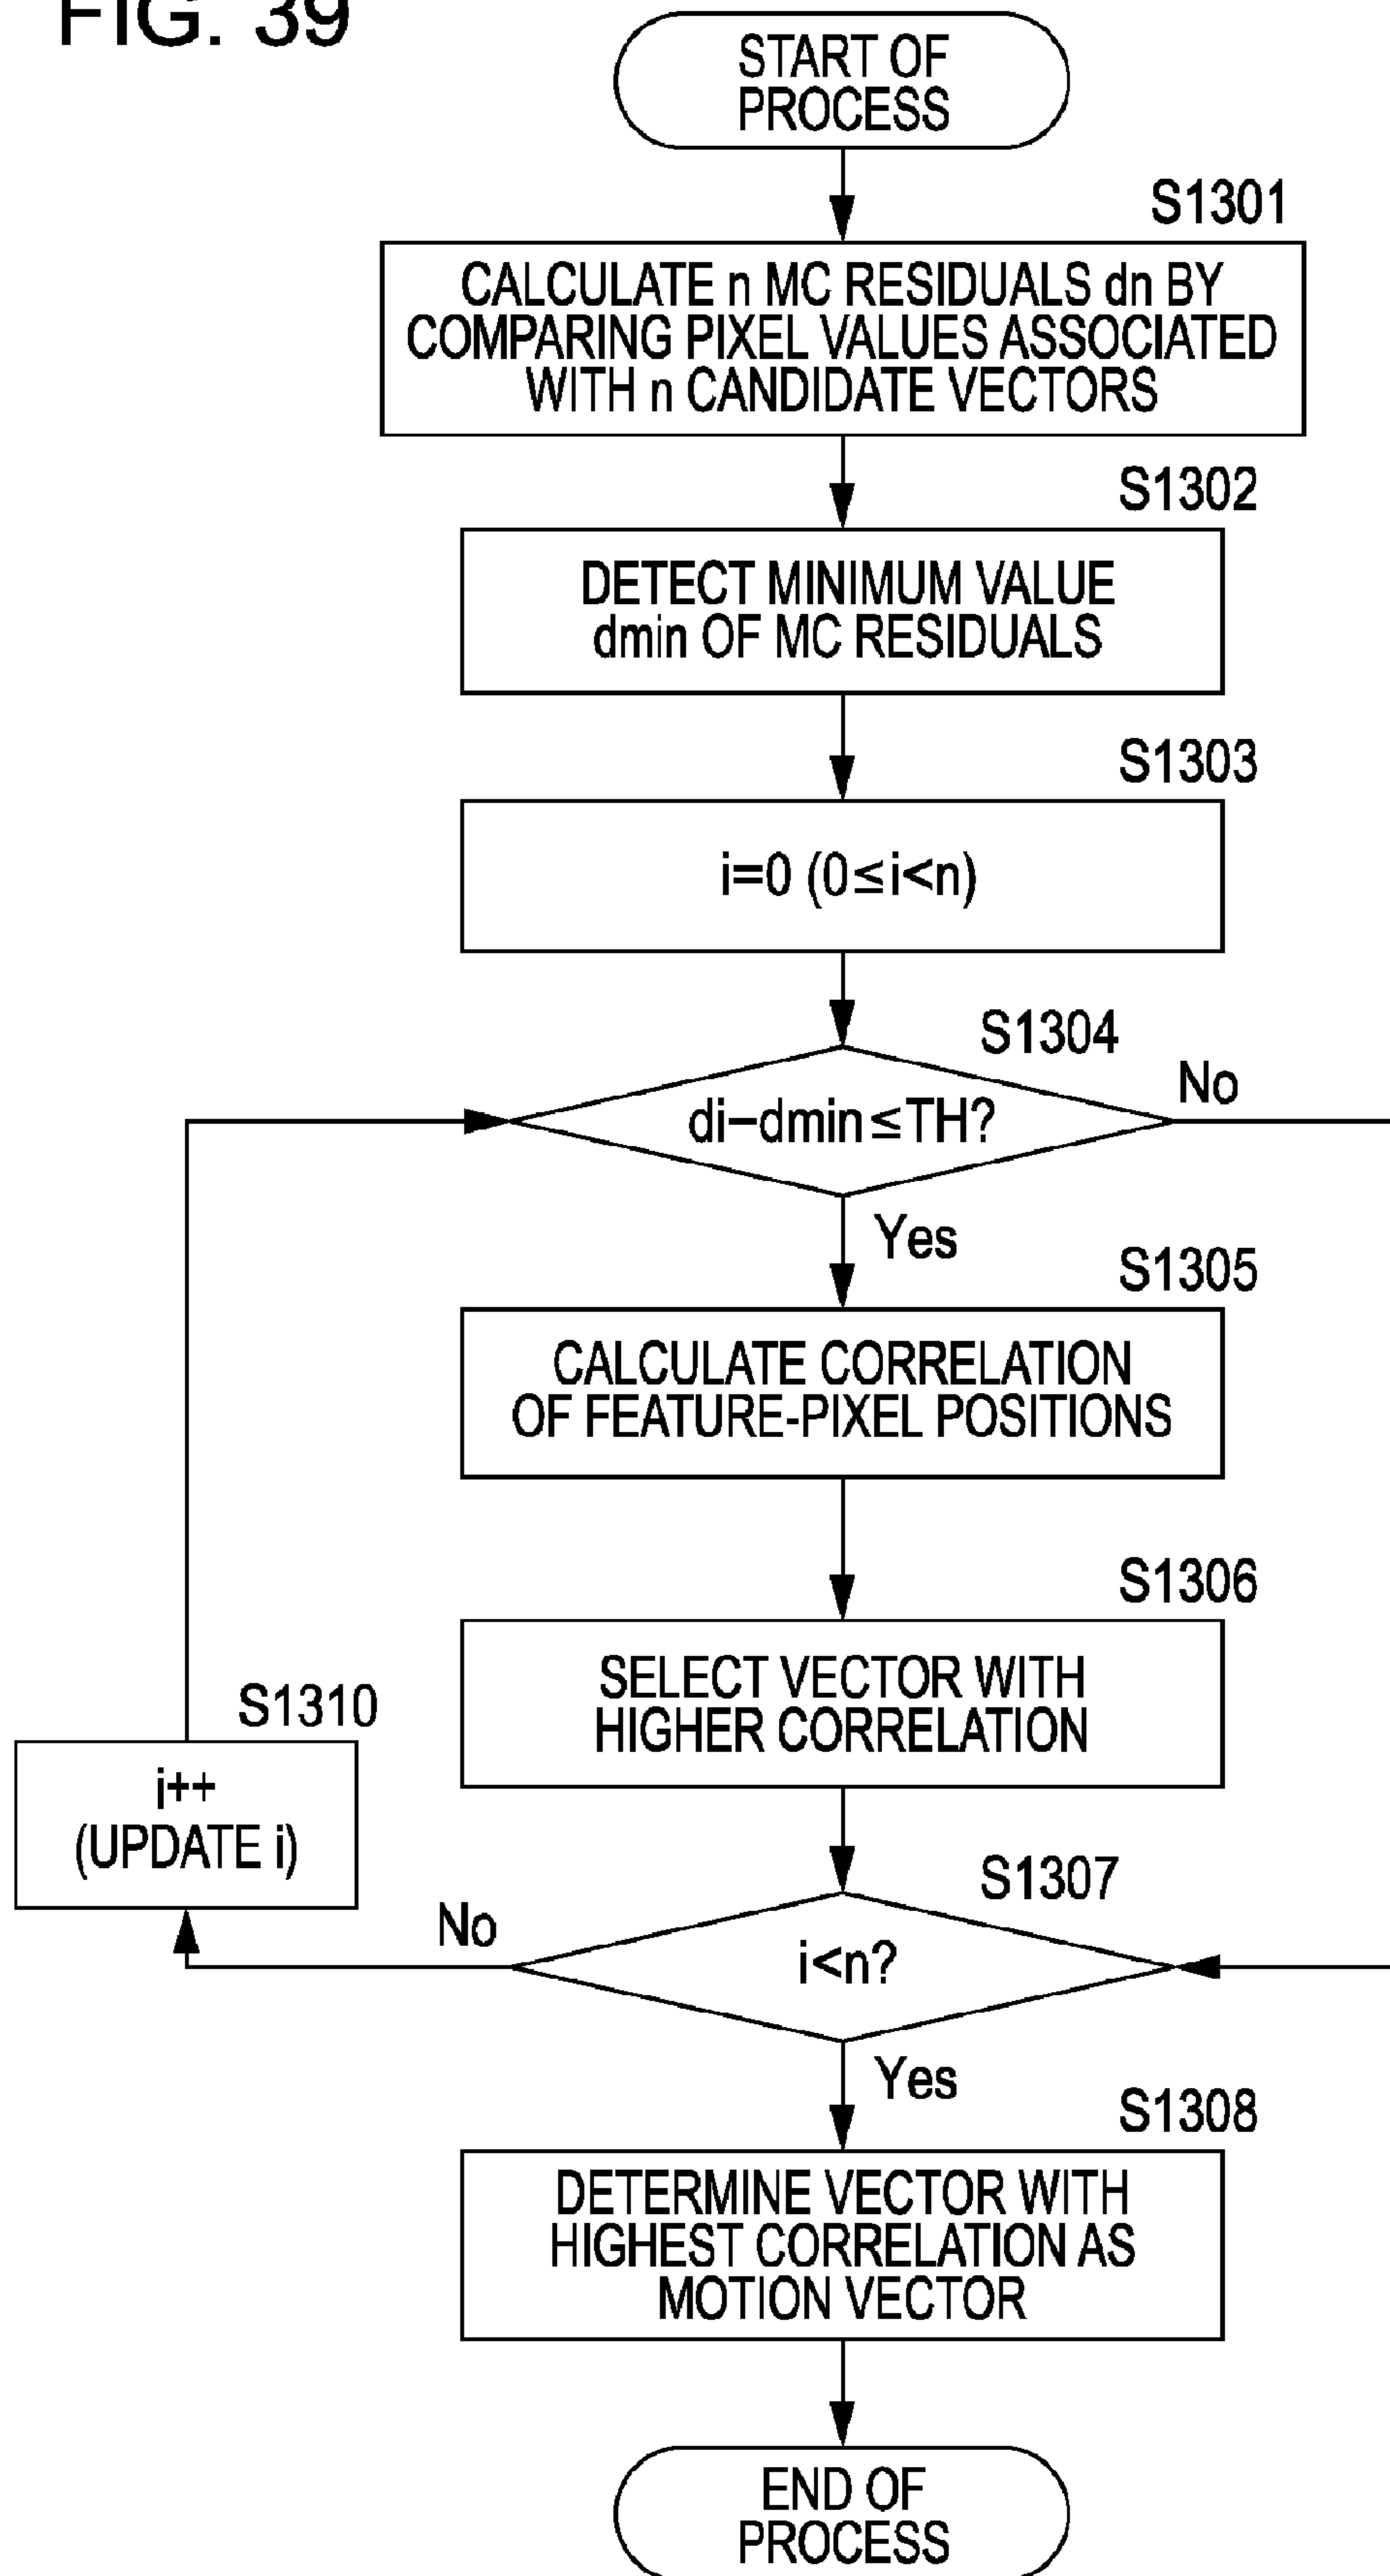 FIG. 39
START OF
PROCESS
S1301
CALCULATE n MC RESIDUALS dn BY
COMPARING PIXEL VALUES ASSOCIATED
WITH n CANDIDATE VECTORS
S1302
DETECT MINIMUM VALUE
dmin OF MC RESIDUALS
S1303
i=0 (0≤i<n)
S1304
di−dmin≤TH?
No
Yes
S1305
CALCULATE CORRELATION
OF FEATURE-PIXEL POSITIONS
S1306
SELECT VECTOR WITH
HIGHER CORRELATION
S1310
i++
(UPDATE i)
S1307
i<n?
No
Yes
S1308
DETERMINE VECTOR WITH
HIGHEST CORRELATION AS
MOTION VECTOR
END OF
PROCESS